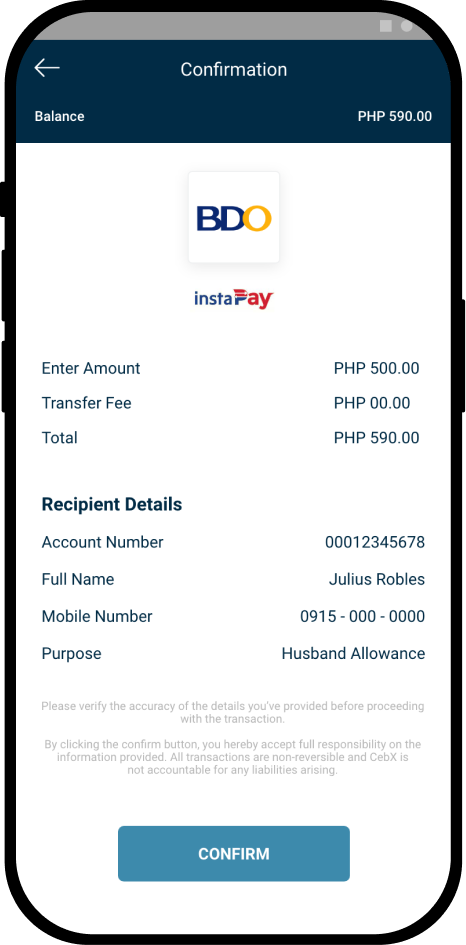 Confirmation
Balance PHP 590.00
BDO
instaPay
Enter Amount PHP 500.00
Transfer Fee PHP 00.00
Total PHP 590.00
Recipient Details
Account Number 00012345678
Full Name Julius Robles
Mobile Number 0915 - 000 - 0000
Purpose Husband Allowance
Please verify the accuracy of the details you've provided before proceeding
with the transaction.
By clicking the confirm button, you hereby accept full responsibility on the
information provided. All transactions are non-reversible and CebX is
not accountable for any liabilities arising.
CONFIRM